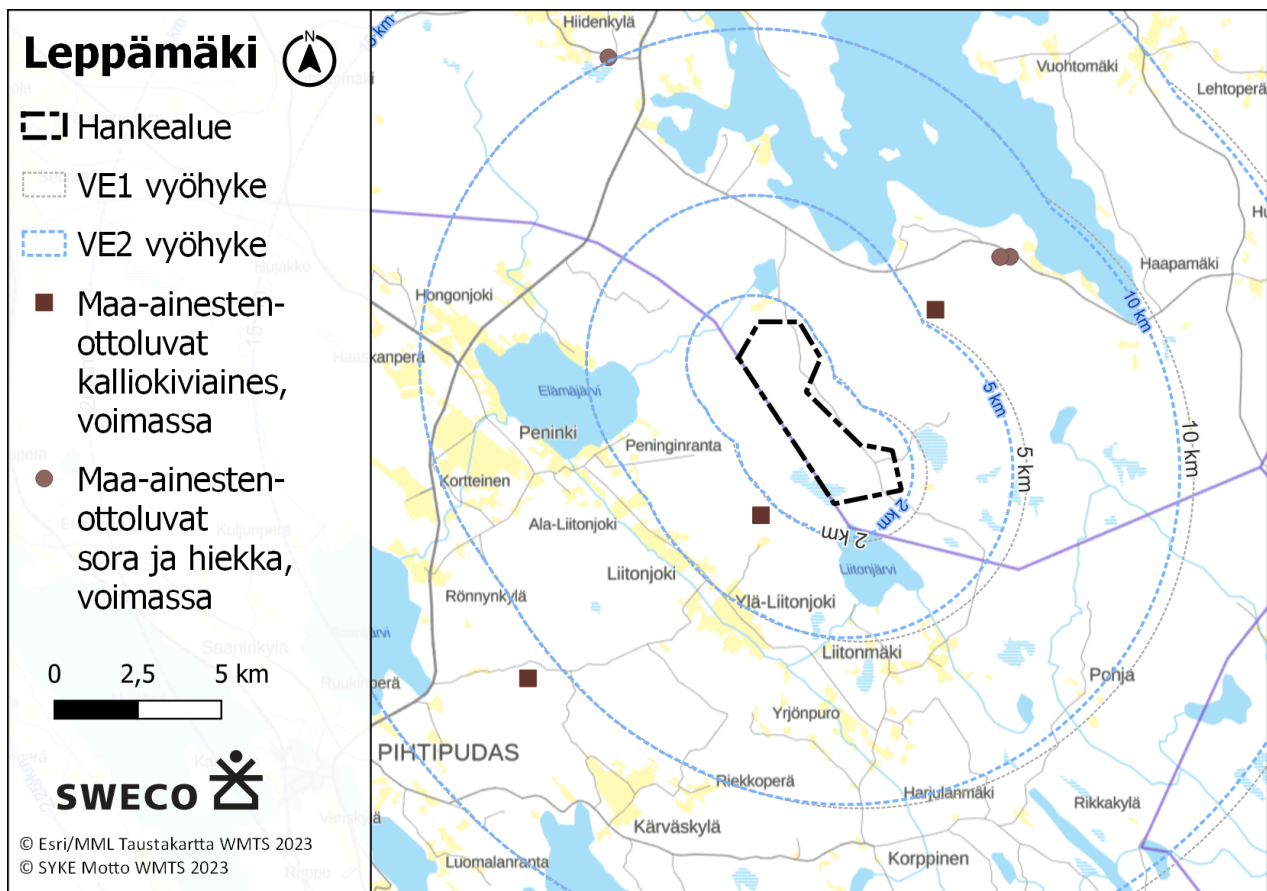 Leppämäki
N
Hankealue
VE1 vyöhyke
VE2 vyöhyke
Maa-ainesten-
ottoluvat
kalliokiviaines,
voimassa
Maa-ainesten-
ottoluvat
sora ja hiekka,
voimassa
0 2,5 5 km
SWECO
© Esri/MML Taustakartta WMTS 2023
© SYKE Motto WMTS 2023
Hiidenkylä
Vuohtomäki
Lehtoperä
Haapamäki
10 km
Hongonjoki
Haaskanperä
Elämäjärvi
5 km
Peninki
Peninginranta
10 km
5 km
Kortteinen
2 km
Ala-Liitonjoki
2 km
Liitonjoki
Liitonjärvi
Rönnynkylä
Ylä-Liitonjoki
Saaninkylä
Liitonmäki
Pohja
Yrjönpuro
PIHTIPUDAS
Riekkoperä
Harjulanmäki
Rikkakylä
Kärväskylä
Korppinen
Luomalanranta